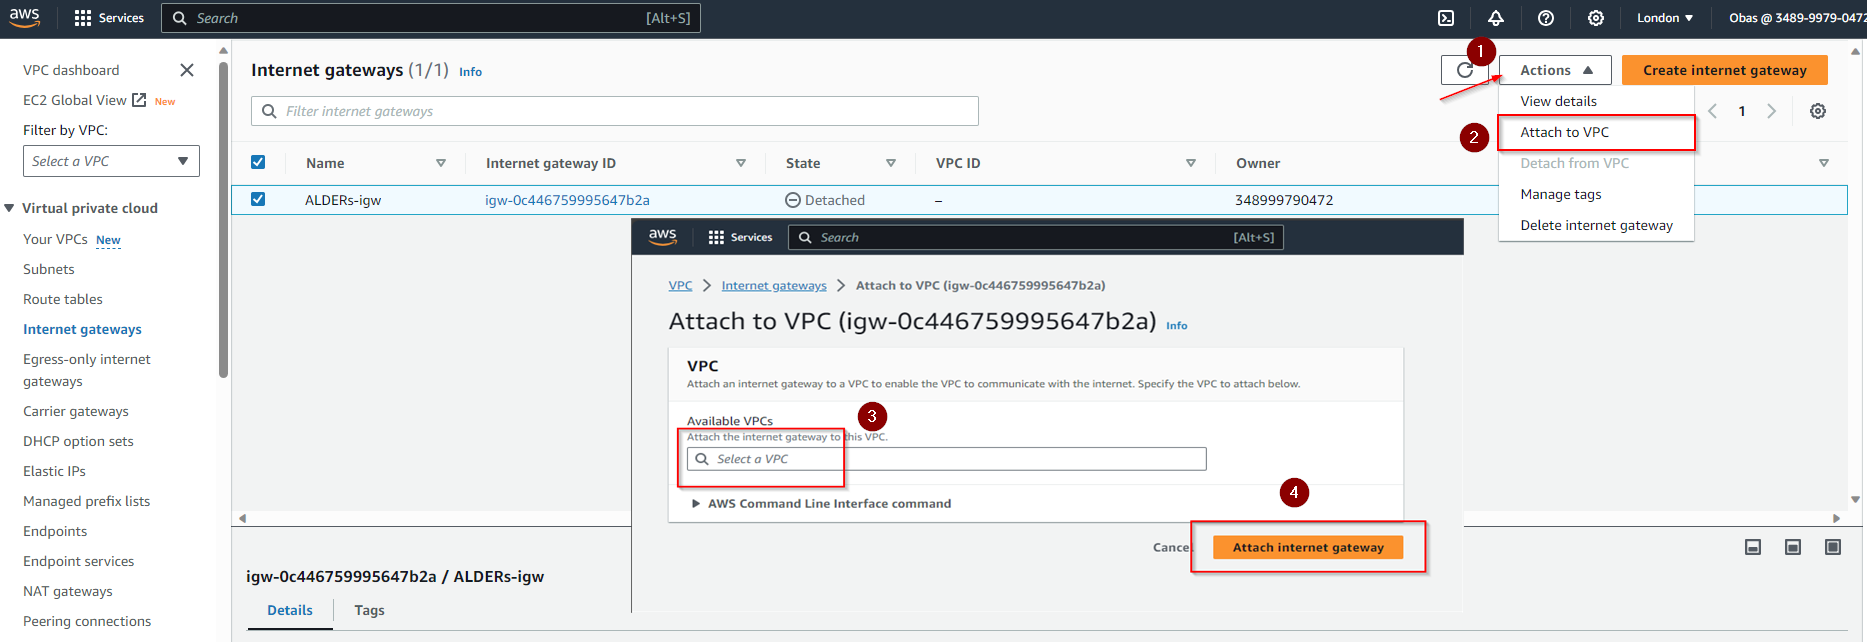 aws
Services
Search
[Alt+S]
London
Obas @ 3489-9979-0472
VPC dashboard
EC2 Global View
New
Filter by VPC:
Select a VPC
Virtual private cloud
Your VPCs New
Subnets
Route tables
Internet gateways
Egress-only internet
gateways
Carrier gateways
DHCP option sets
Elastic IPs
Managed prefix lists
Endpoints
Endpoint services
NAT gateways
Peering connections
Internet gateways (1/1) Info
1
Actions
Create internet gateway
Filter internet gateways
View details
1
2
Attach to VPC
Detach from VPC
Manage tags
Delete internet gateway
Name
Internet gateway ID
State
VPC ID
Owner
ALDERs-igw
igw-0c446759995647b2a
Detached
–
348999790472
aws
Services
Search
[Alt+S]
VPC
Internet gateways
Attach to VPC (igw-0c446759995647b2a)
Attach to VPC (igw-0c446759995647b2a) Info
VPC
Attach an internet gateway to a VPC to enable the VPC to communicate with the internet. Specify the VPC to attach below.
Available VPCs
3
Attach the internet gateway to this VPC.
Select a VPC
AWS Command Line Interface command
4
Cancel
Attach internet gateway
igw-0c446759995647b2a / ALDERs-igw
Details
Tags